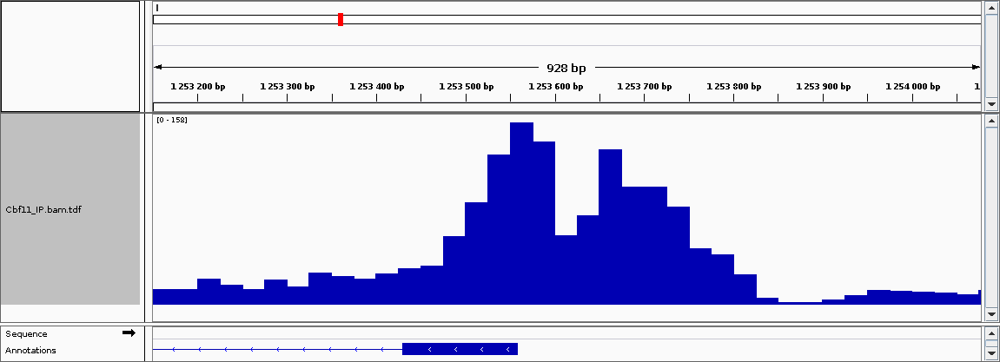 I
928 bp
1 253 200 bp 1 253 300 bp 1 253 400 bp 1 253 500 bp 1 253 600 bp 1 253 700 bp 1 253 800 bp 1 253 900 bp 1 254 000 bp 1
[0 - 158]
Cbf11_IP.bam.tdf
Sequence
Annotations